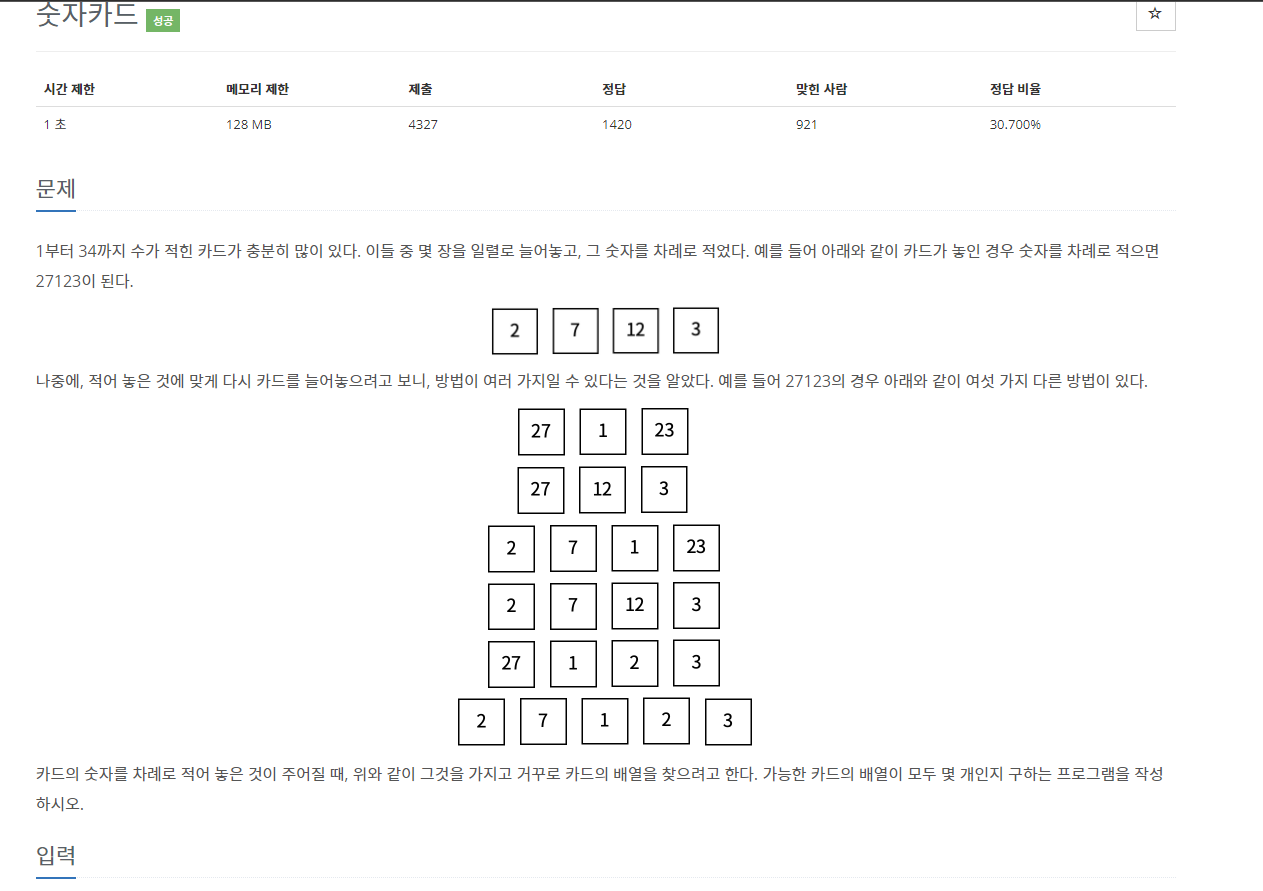 숫자카드 성공
☆
시간 제한 메모리 제한 제출 정답 맞힌 사람 정답 비율
1 초 128 MB 4327 1420 921 30.700%
문제
1부터 34까지 수가 적힌 카드가 충분히 많이 있다. 이들 중 몇 장을 일렬로 늘어놓고, 그 숫자를 차례로 적었다. 예를 들어 아래와 같이 카드가 놓인 경우 숫자를 차례로 적으면
27123이 된다.
2 7 12 3
나중에, 적어 놓은 것에 맞게 다시 카드를 늘어놓으려고 보니, 방법이 여러 가지일 수 있다는 것을 알았다. 예를 들어 27123의 경우 아래와 같이 여섯 가지 다른 방법이 있다.
27 1 23
27 12 3
2 7 1 23
2 7 12 3
27 1 2 3
2 7 1 2 3
카드의 숫자를 차례로 적어 놓은 것이 주어질 때, 위와 같이 그것을 가지고 거꾸로 카드의 배열을 찾으려고 한다. 가능한 카드의 배열이 모두 몇 개인지 구하는 프로그램을 작성
하시오.
입력